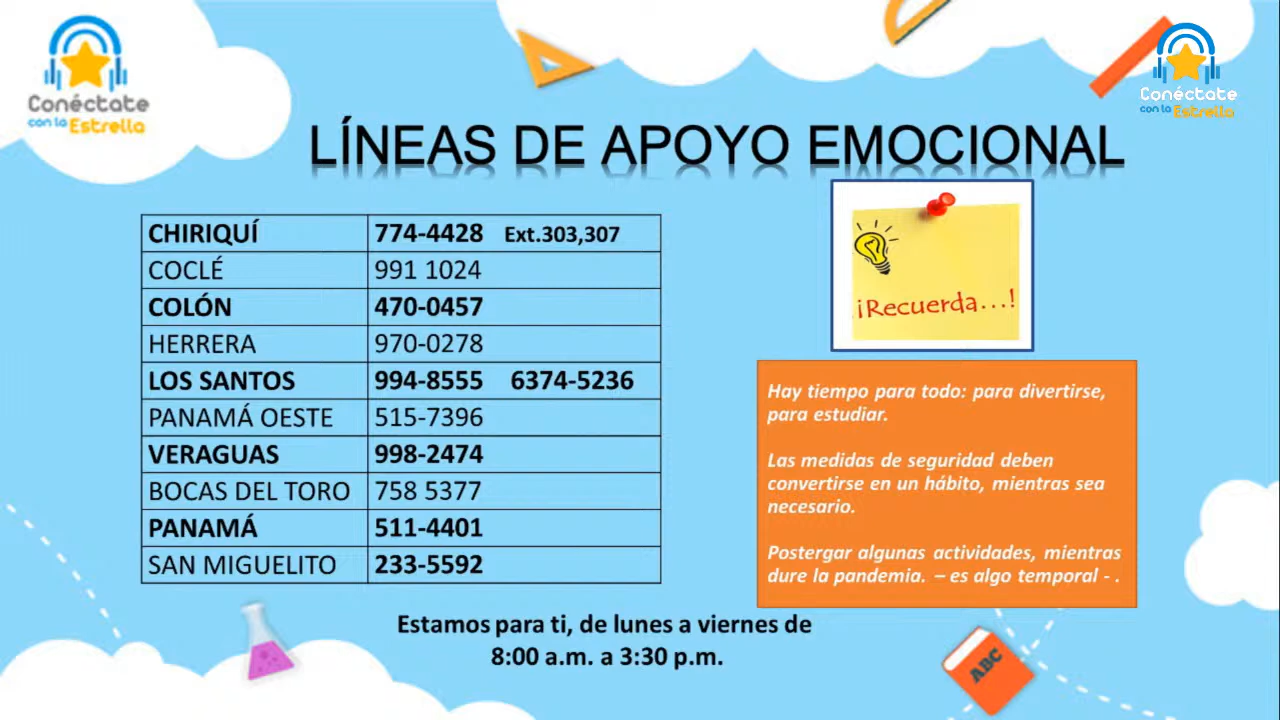 Conéctate
con la Estrella
Conéctate
con la Estrella
LÍNEAS DE APOYO EMOCIONAL
CHIRIQUÍ 774-4428 Ext.303,307
COCLÉ 991 1024
COLÓN 470-0457
HERRERA 970-0278
LOS SANTOS 994-8555 6374-5236
PANAMÁ OESTE 515-7396
VERAGUAS 998-2474
BOCAS DEL TORO 758 5377
PANAMÁ 511-4401
SAN MIGUELITO 233-5592
¡Recuerda...!
Hay tiempo para todo: para divertirse,
para estudiar.
Las medidas de seguridad deben
convertirse en un hábito, mientras sea
necesario.
Postergar algunas actividades, mientras
dure la pandemia. – es algo temporal - .
Estamos para ti, de lunes a viernes de
8:00 a.m. a 3:30 p.m.
ABC